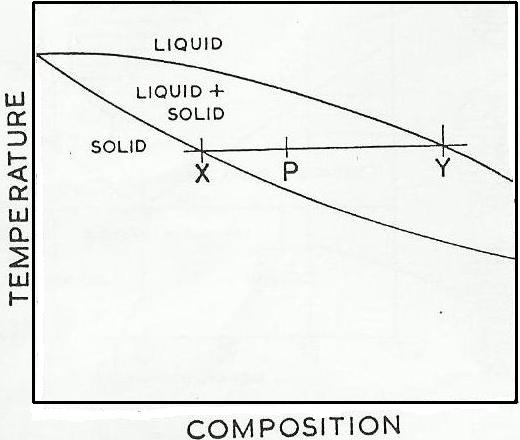 LIQUID
LIQUID +
SOLID
SOLID
X
P
Y
TEMPERATURE
COMPOSITION